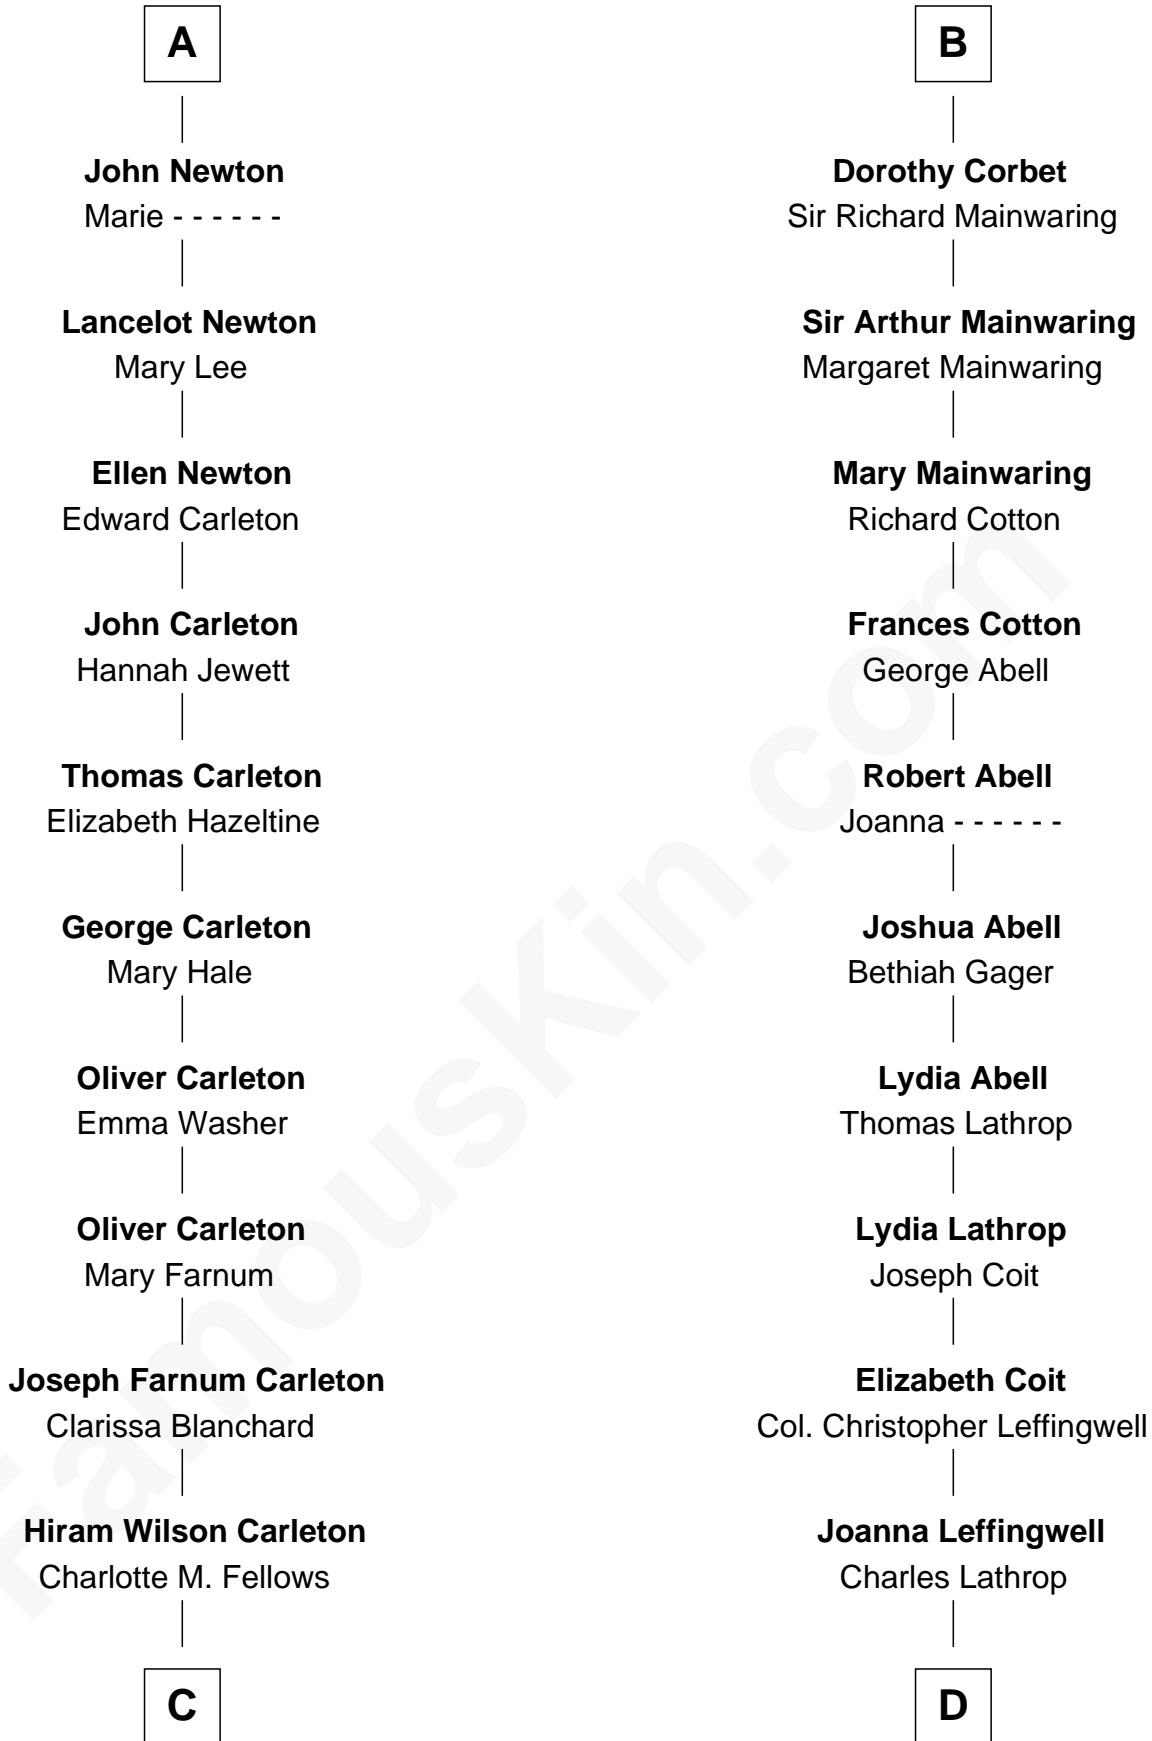 A
John Newton
Marie - - - - - -
Lancelot Newton
Mary Lee
Ellen Newton
Edward Carleton
John Carleton
Hannah Jewett
Thomas Carleton
Elizabeth Hazeltine
George Carleton
Mary Hale
Oliver Carleton
Emma Washer
Oliver Carleton
Mary Farnum
Joseph Farnum Carleton
Clarissa Blanchard
Hiram Wilson Carleton
Charlotte M. Fellows
C
B
Dorothy Corbet
Sir Richard Mainwaring
Sir Arthur Mainwaring
Margaret Mainwaring
Mary Mainwaring
Richard Cotton
Frances Cotton
George Abell
Robert Abell
Joanna - - - - - -
Joshua Abell
Bethiah Gager
Lydia Abell
Thomas Lathrop
Lydia Lathrop
Joseph Coit
Elizabeth Coit
Col. Christopher Leffingwell
Joanna Leffingwell
Charles Lathrop
D
FamousKin.com